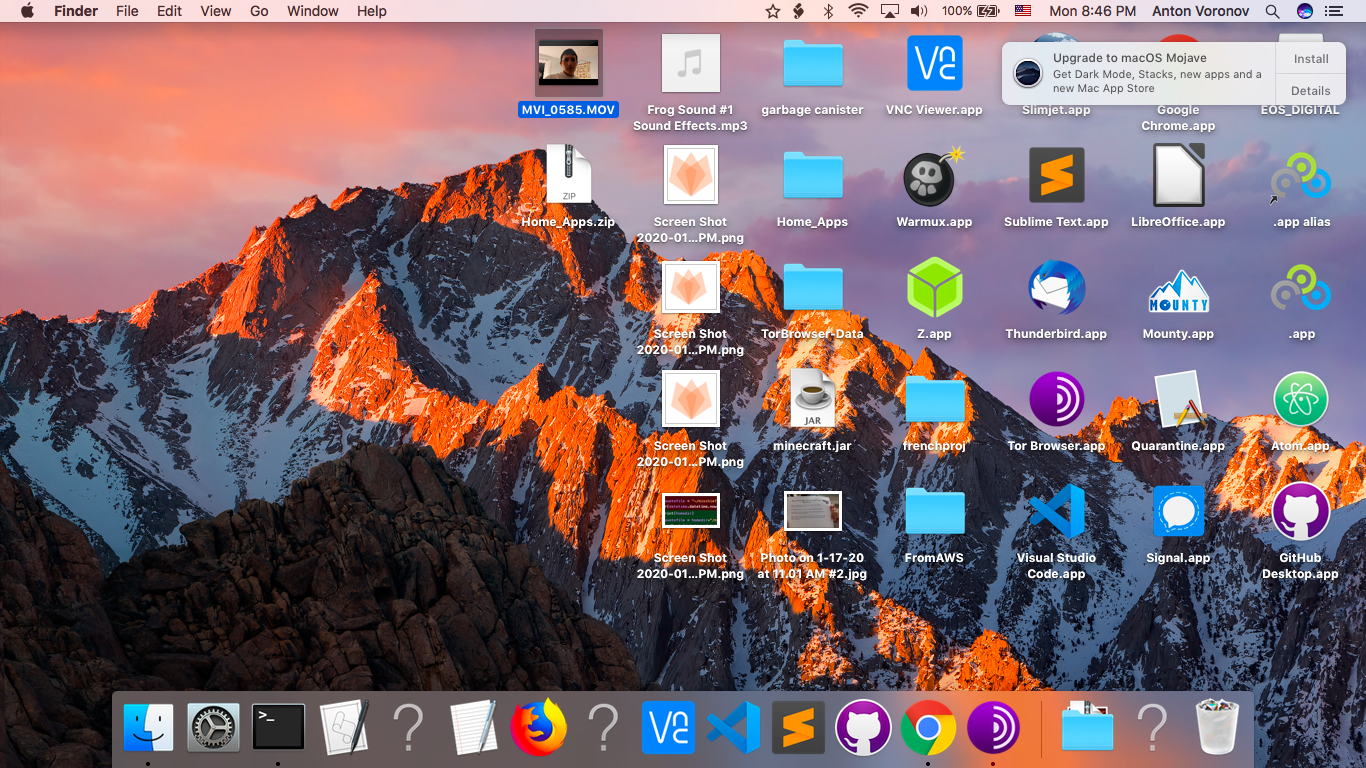 Finder File Edit View Go Window Help
100% Mon 8:46 PM Anton Voronov
Upgrade to macOS Mojave
Get Dark Mode, Stacks, new apps and a
new Mac App Store
Install
Details
MVI_0585.MOV
Frog Sound #1
Sound Effects.mp3
garbage canister
VNC Viewer.app
Slimjet.app
Google
Chrome.app
EOS_DIGITAL
ZIP
Home_Apps.zip
Screen Shot
2020-01...PM.png
Home_Apps
Warmux.app
Sublime Text.app
LibreOffice.app
.app alias
Screen Shot
2020-01...PM.png
TorBrowser-Data
Z.app
Thunderbird.app
MOUNTY
Mounty.app
.app
Screen Shot
2020-01...PM.png
JAR
minecraft.jar
frenchproj
Tor Browser.app
Quarantine.app
Atom.app
Screen Shot
2020-01...PM.png
Photo on 1-17-20
at 11.01 AM #2.jpg
FromAWS
Visual Studio
Code.app
Signal.app
GitHub
Desktop.app